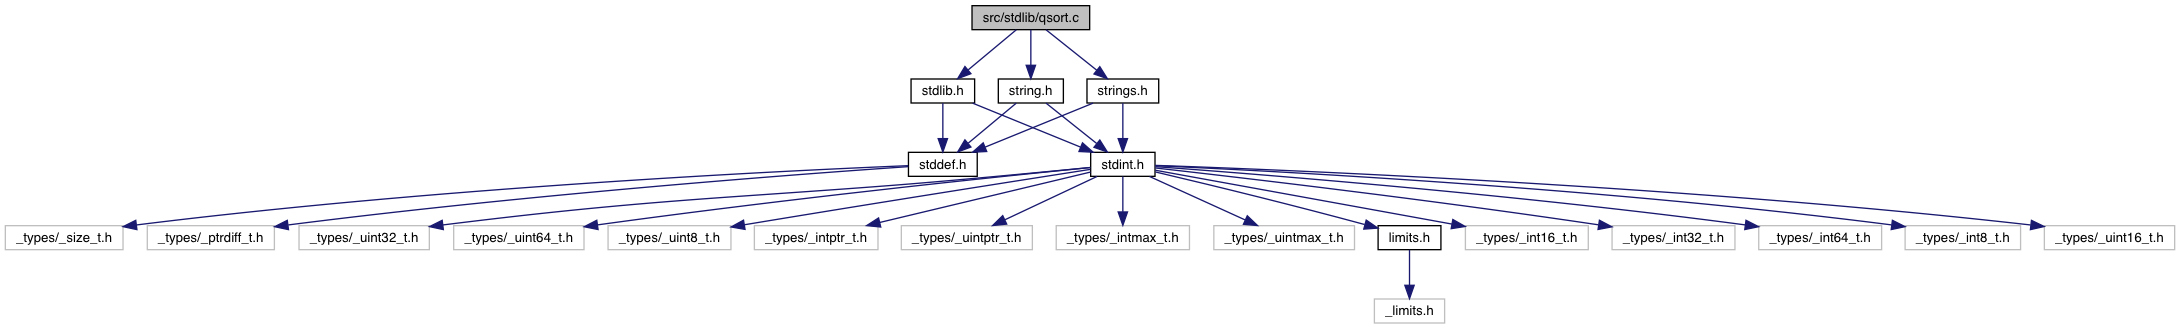 src/stdlib/qsort.c
stdlib.h
string.h
strings.h
stddef.h
stdint.h
_types/_size_t.h
_types/_ptrdiff_t.h
_types/_uint32_t.h
_types/_uint64_t.h
_types/_uint8_t.h
_types/_intptr_t.h
_types/_uintptr_t.h
_types/_intmax_t.h
_types/_uintmax_t.h
limits.h
_types/_int16_t.h
_types/_int32_t.h
_types/_int64_t.h
_types/_int8_t.h
_types/_uint16_t.h
_limits.h